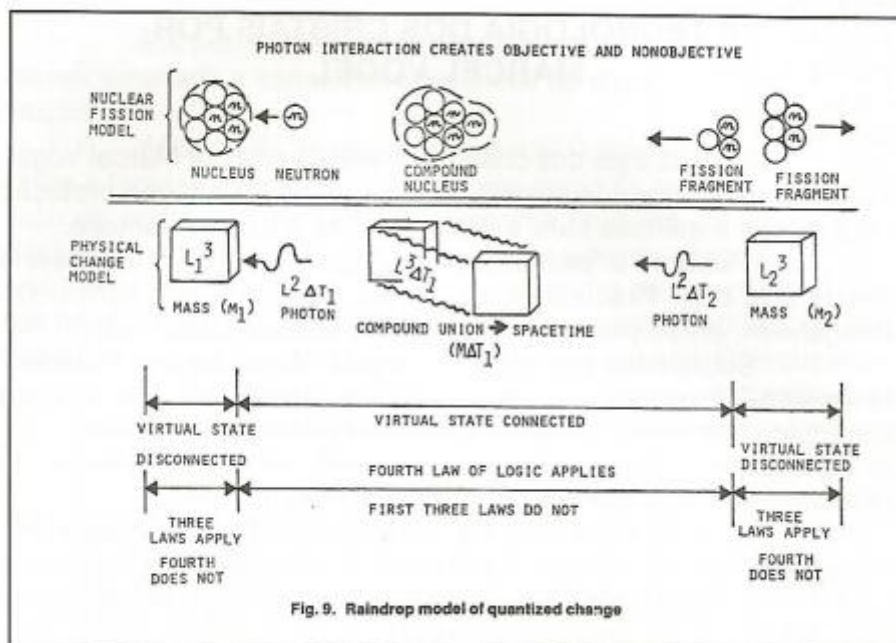 PHOTON INTERACTION CREATES OBJECTIVE AND NONOBJECTIVE
NUCLEAR
FISSION
MODEL
n
n n
n
NUCLEUS
n
NEUTRON
n n
n n
COMPOUND
NUCLEUS
n
n
FISSION
FRAGMENT
n
n
FISSION
FRAGMENT
PHYSICAL
CHANGE
MODEL
L₁³
MASS (M₁)
L² ΔT₁
PHOTON
L³ΔT₁
COMPOUND UNION → SPACETIME
(MΔT₁)
L²ΔT₂
PHOTON
L₂³
MASS (M₂)
VIRTUAL STATE
DISCONNECTED
VIRTUAL STATE CONNECTED
VIRTUAL STATE
DISCONNECTED
FOURTH LAW OF LOGIC APPLIES
FIRST THREE LAWS DO NOT
THREE
LAWS APPLY
FOURTH
DOES NOT
THREE
LAWS APPLY
FOURTH
DOES NOT
Fig. 9. Raindrop model of quantized change